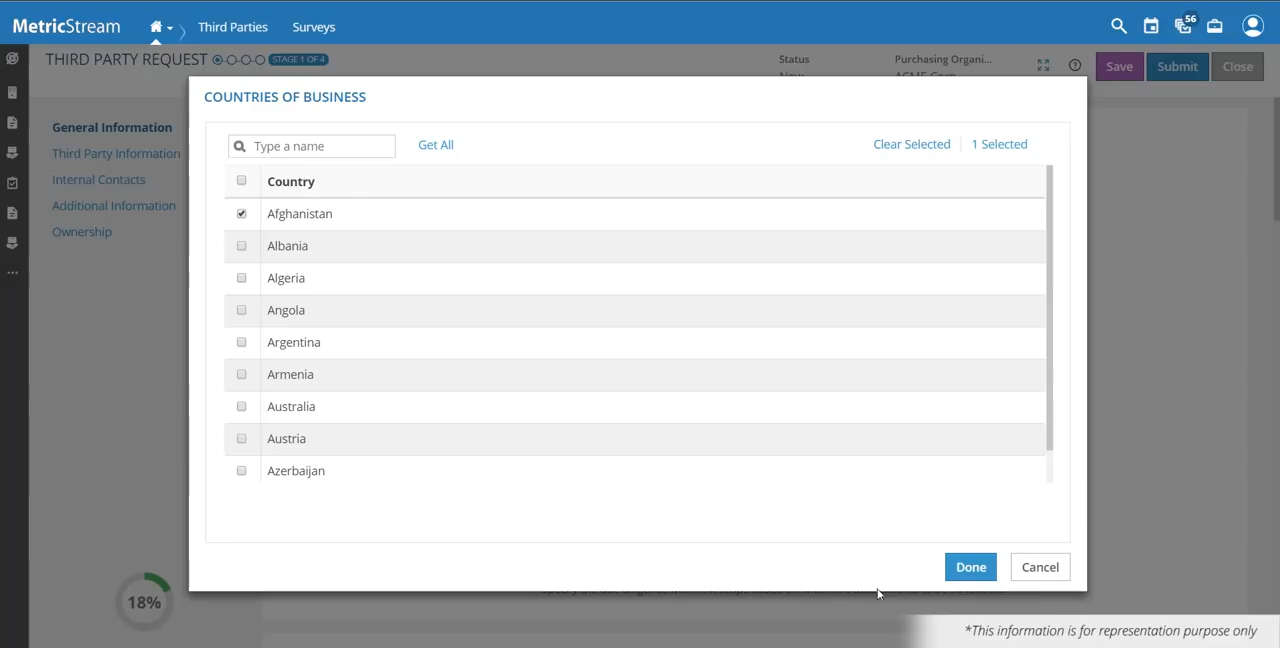 MetricStream
Third Parties
Surveys
56
THIRD PARTY REQUEST
STAGE 1 OF 4
Status
Purchasing Organi...
Save
Submit
Close
General Information
Third Party Information
Internal Contacts
Additional Information
Ownership
COUNTRIES OF BUSINESS
Type a name
Get All
Clear Selected
1 Selected
Country
Afghanistan
Albania
Algeria
Angola
Argentina
Armenia
Australia
Austria
Azerbaijan
Done
Cancel
18%
*This information is for representation purpose only